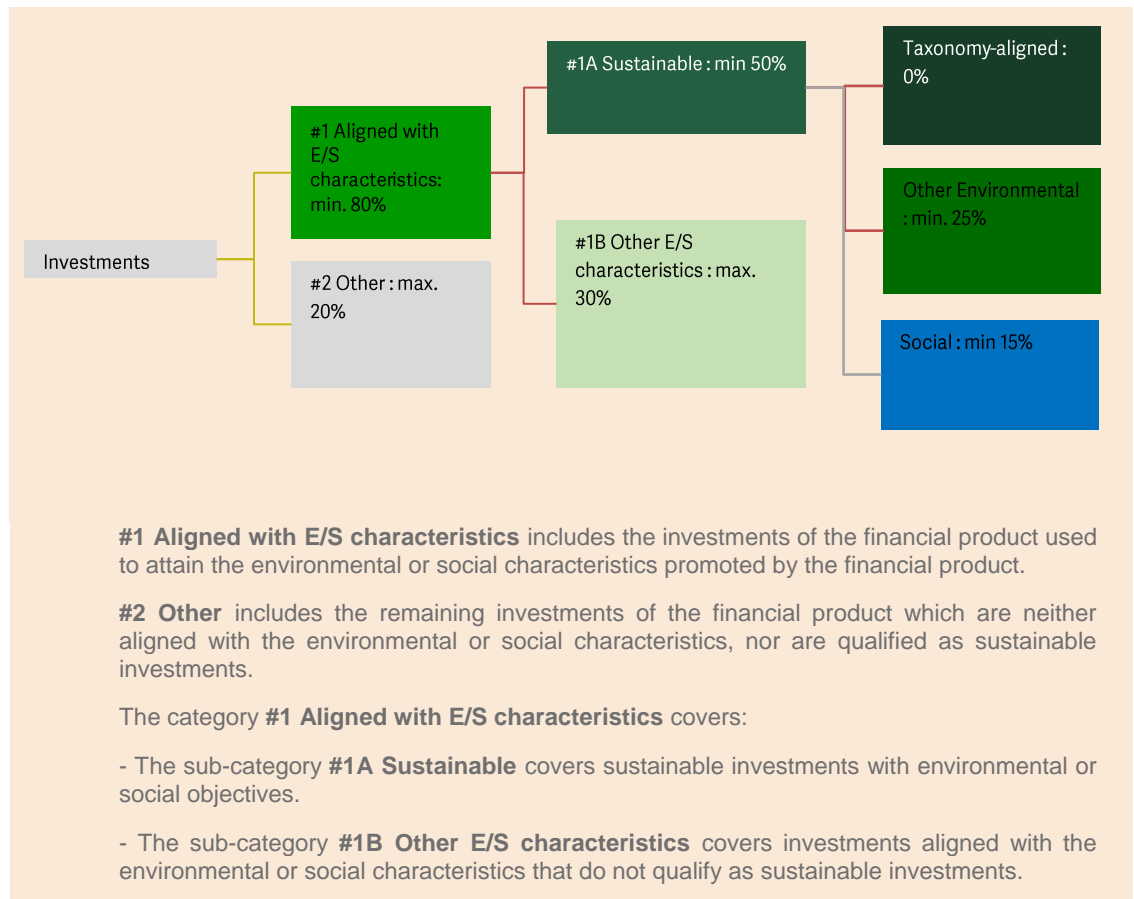 Investments
#1 Aligned with
E/S
characteristics:
min. 80%
#2 Other : max.
20%
#1A Sustainable : min 50%
#1B Other E/S
characteristics : max.
30%
Taxonomy-aligned :
0%
Other Environmental
: min. 25%
Social : min 15%
#1 Aligned with E/S characteristics includes the investments of the financial product used
to attain the environmental or social characteristics promoted by the financial product.
#2 Other includes the remaining investments of the financial product which are neither
aligned with the environmental or social characteristics, nor are qualified as sustainable
investments.
The category #1 Aligned with E/S characteristics covers:
- The sub-category #1A Sustainable covers sustainable investments with environmental or
social objectives.
- The sub-category #1B Other E/S characteristics covers investments aligned with the
environmental or social characteristics that do not qualify as sustainable investments.